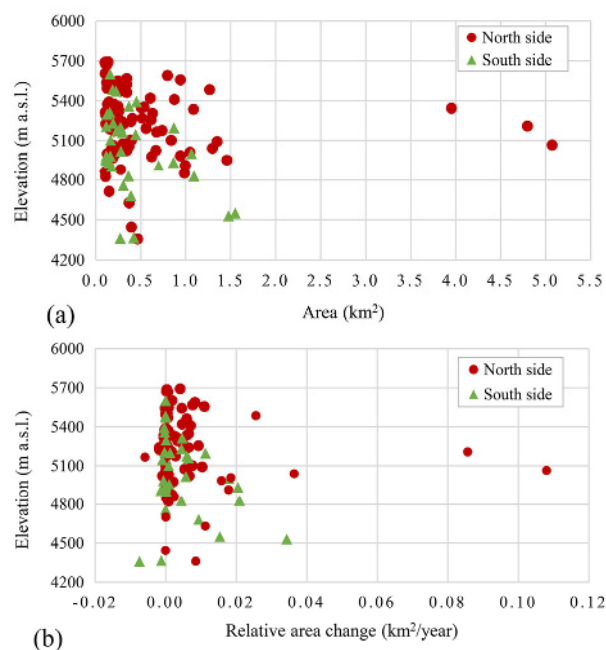 6000
5700
5400
5100
4800
4500
4200
Elevation (m a.s.l.)
North side
South side
0.0 0.5 1.0 1.5 2.0 2.5 3.0 3.5 4.0 4.5 5.0 5.5
Area (km²)
(a)
6000
5700
5400
5100
4800
4500
4200
Elevation (m a.s.l.)
North side
South side
-0.02 0.00 0.02 0.04 0.06 0.08 0.10 0.12
Relative area change (km²/year)
(b)